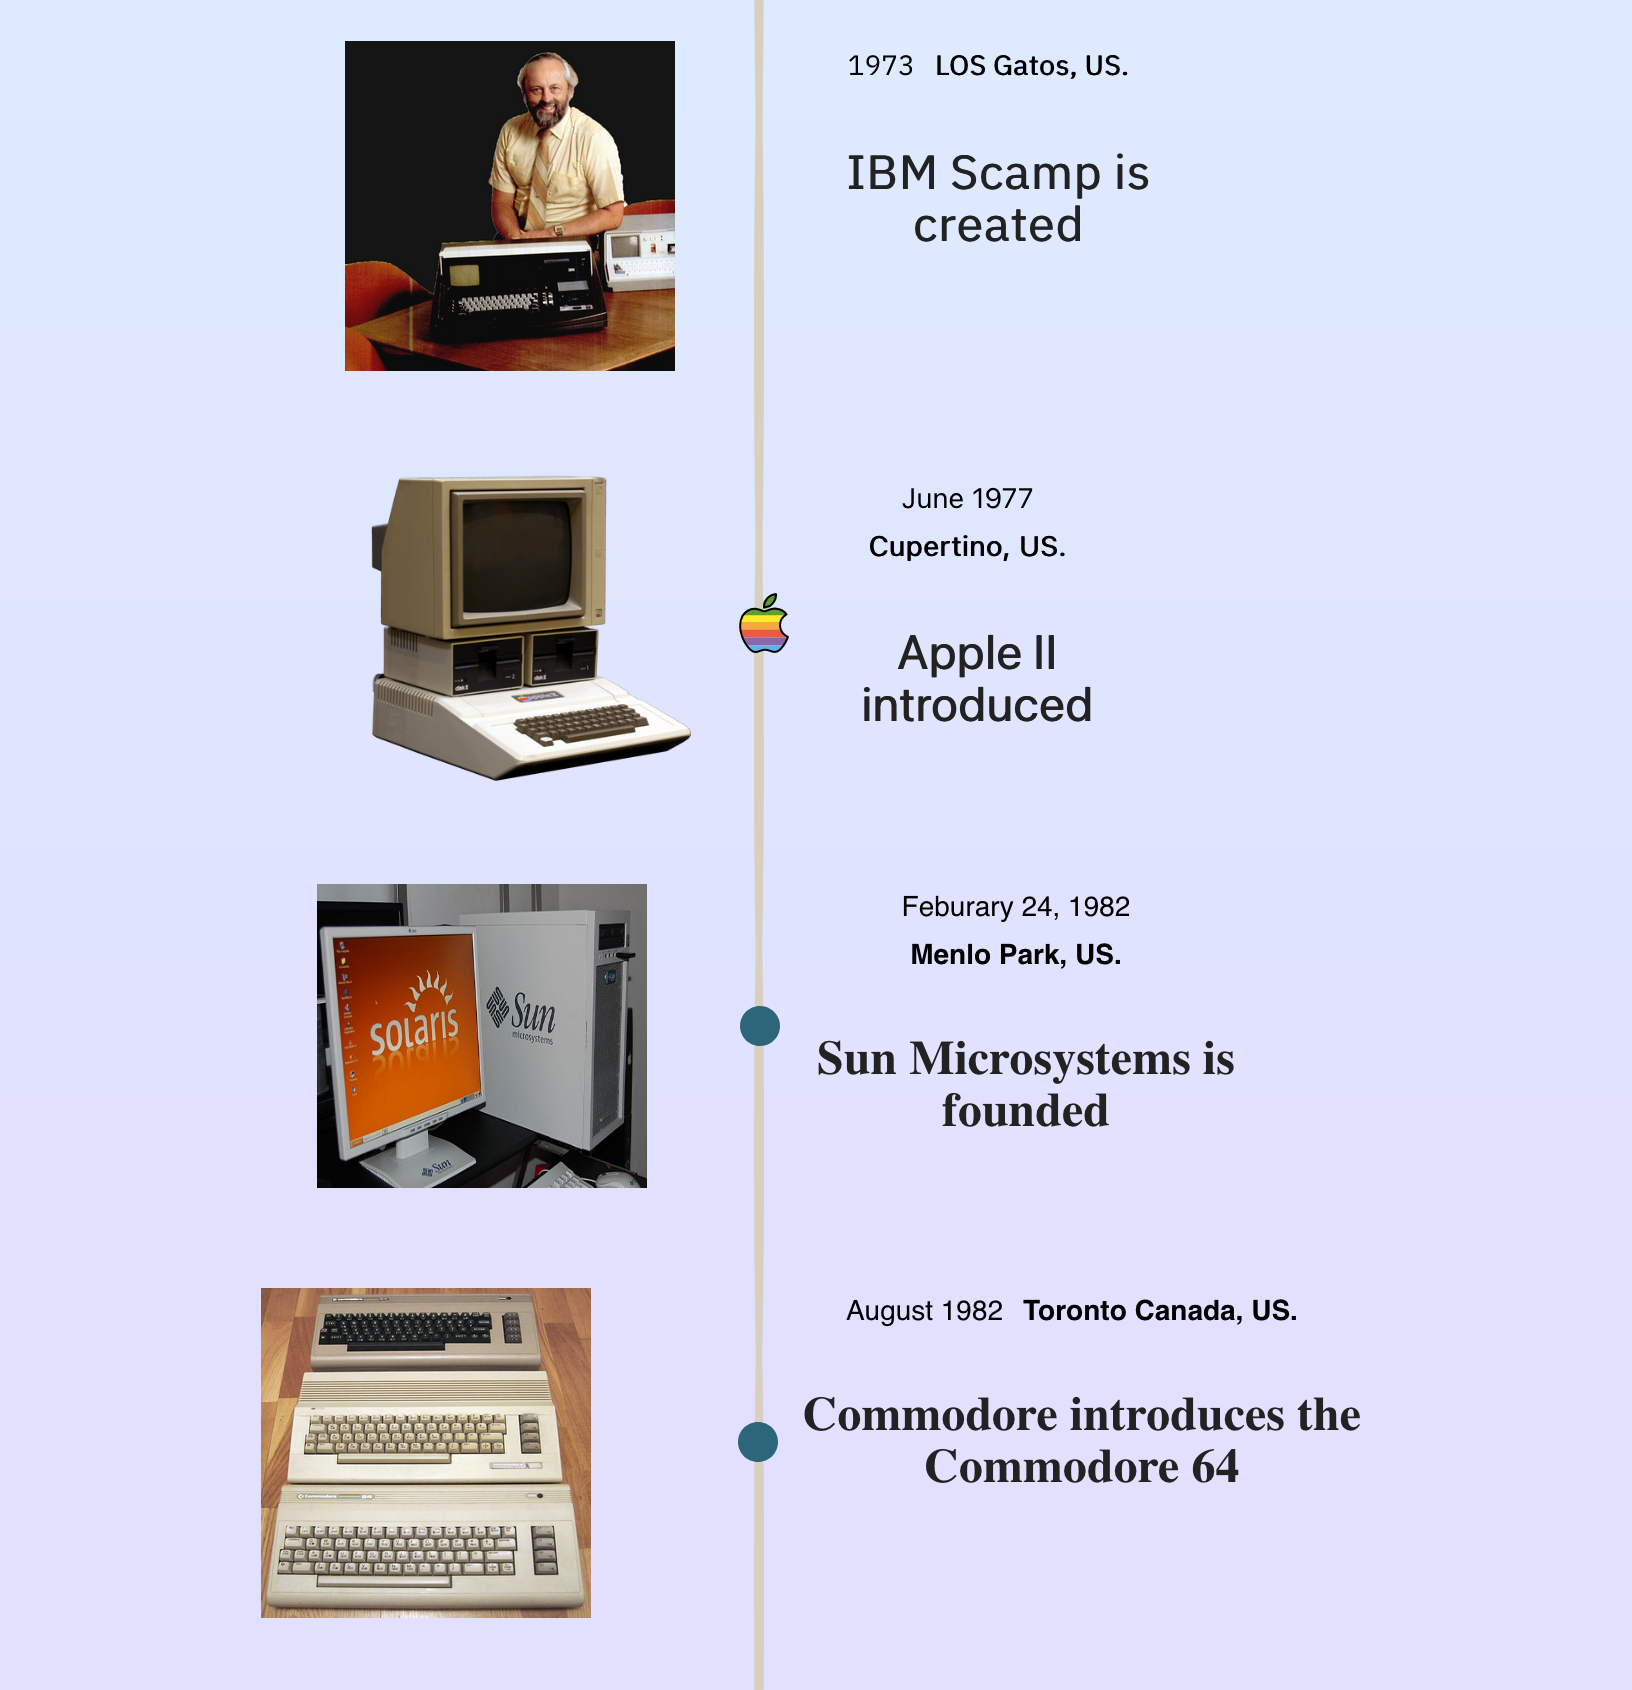 1973 LOS Gatos, US.
IBM Scamp is
created
June 1977
Cupertino, US.
Apple II
introduced
Feburary 24, 1982
Menlo Park, US.
SOLARIS
Sun
microsystems
Sun
Sun Microsystems is
founded
August 1982 Toronto Canada, US.
Commodore introduces the
Commodore 64